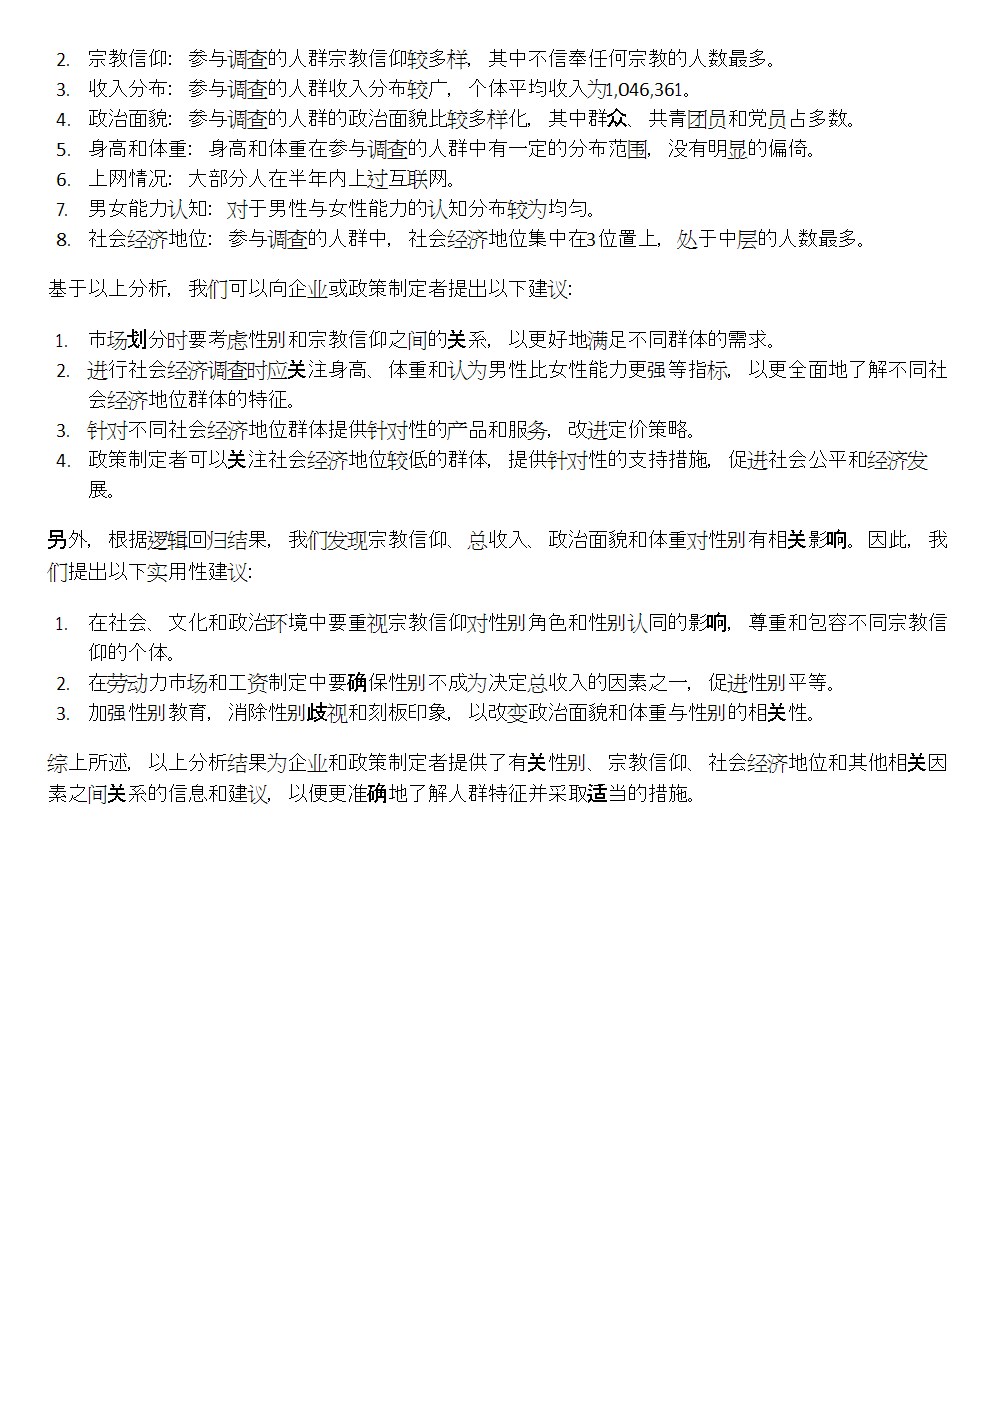 2. 宗教信仰: 参与调查的人群宗教信仰较多样, 其中不信奉任何宗教的人数最多。
3. 收入分布: 参与调查的人群收入分布较广, 个体平均收入为1,046,361。
4. 政治面貌: 参与调查的人群的政治面貌比较多样化, 其中群众、共青团员和党员占多数。
5. 身高和体重: 身高和体重在参与调查的人群中有一定的分布范围, 没有明显的偏倚。
6. 上网情况: 大部分人在半年内上过互联网。
7. 男女能力认知: 对于男性与女性能力的认知分布较为均匀。
8. 社会经济地位: 参与调查的人群中, 社会经济地位集中在3位置上, 处于中层的人数最多。
基于以上分析, 我们可以向企业或政策制定者提出以下建议:
1. 市场划分时要考虑性别和宗教信仰之间的关系, 以更好地满足不同群体的需求。
2. 进行社会经济调查时应关注身高、体重和认为男性比女性能力更强等指标, 以更全面地了解不同社
会经济地位群体的特征。
3. 针对不同社会经济地位群体提供针对性的产品和服务, 改进定价策略。
4. 政策制定者可以关注社会经济地位较低的群体, 提供针对性的支持措施, 促进社会公平和经济发
展。
另外, 根据逻辑回归结果, 我们发现宗教信仰、总收入、政治面貌和体重对性别有相关影响。因此, 我
们提出以下实用性建议:
1. 在社会、文化和政治环境中要重视宗教信仰对性别角色和性别认同的影响, 尊重和包容不同宗教信
仰的个体。
2. 在劳动力市场和工资制定中要确保性别不成为决定总收入的因素之一, 促进性别平等。
3. 加强性别教育, 消除性别歧视和刻板印象, 以改变政治面貌和体重与性别的相关性。
综上所述, 以上分析结果为企业和政策制定者提供了有关性别、宗教信仰、社会经济地位和其他相关因
素之间关系的信息和建议, 以便更准确地了解人群特征并采取适当的措施。